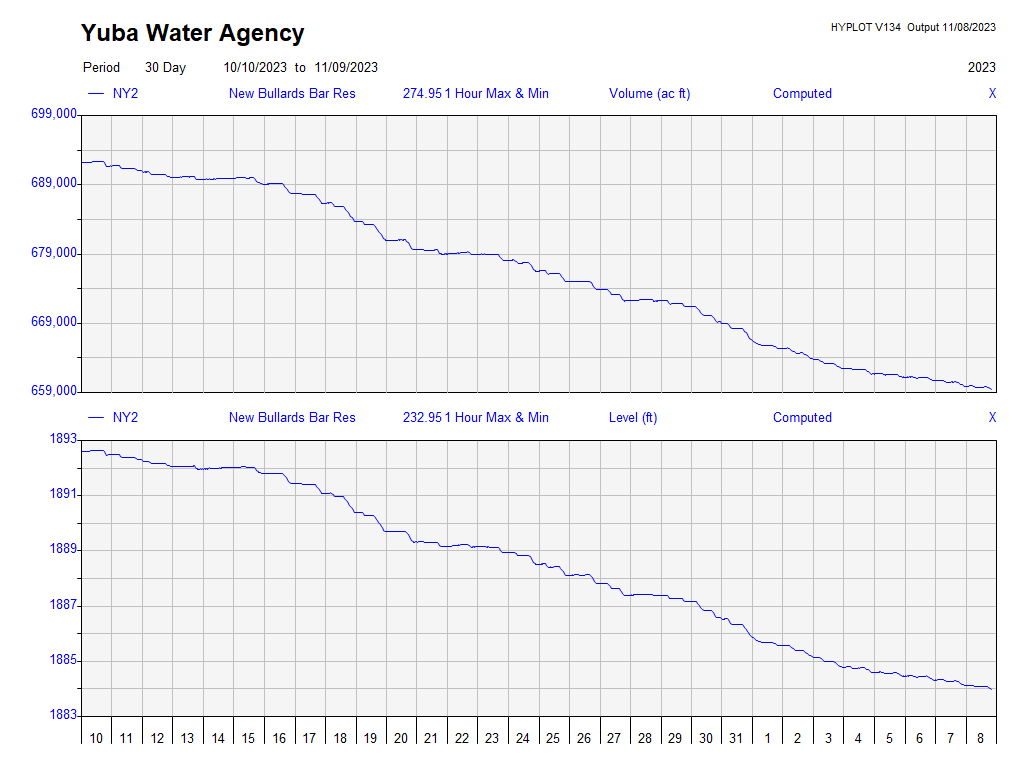 Yuba Water Agency
HYPLOT V134 Output 11/08/2023
Period 30 Day 10/10/2023 to 11/09/2023 2023
NY2 New Bullards Bar Res 274.95 1 Hour Max & Min Volume (ac ft) Computed X
699,000
689,000
679,000
669,000
659,000
NY2 New Bullards Bar Res 232.95 1 Hour Max & Min Level (ft) Computed X
1893
1891
1889
1887
1885
1883
10 11 12 13 14 15 16 17 18 19 20 21 22 23 24 25 26 27 28 29 30 31 1 2 3 4 5 6 7 8